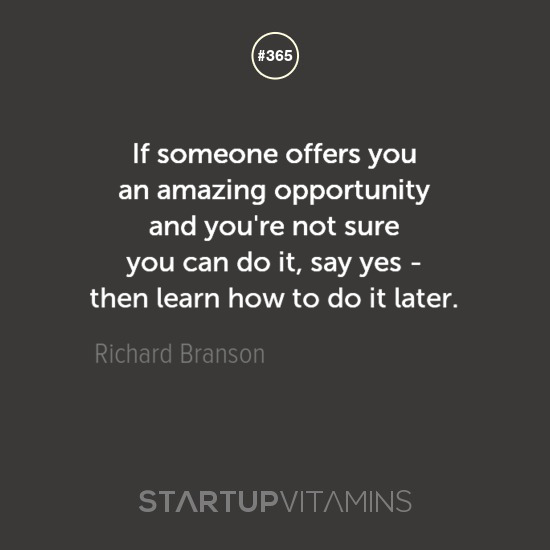 #365
If someone offers you
an amazing opportunity
and you're not sure
you can do it, say yes -
then learn how to do it later.
Richard Branson
STARTUPVITAMINS